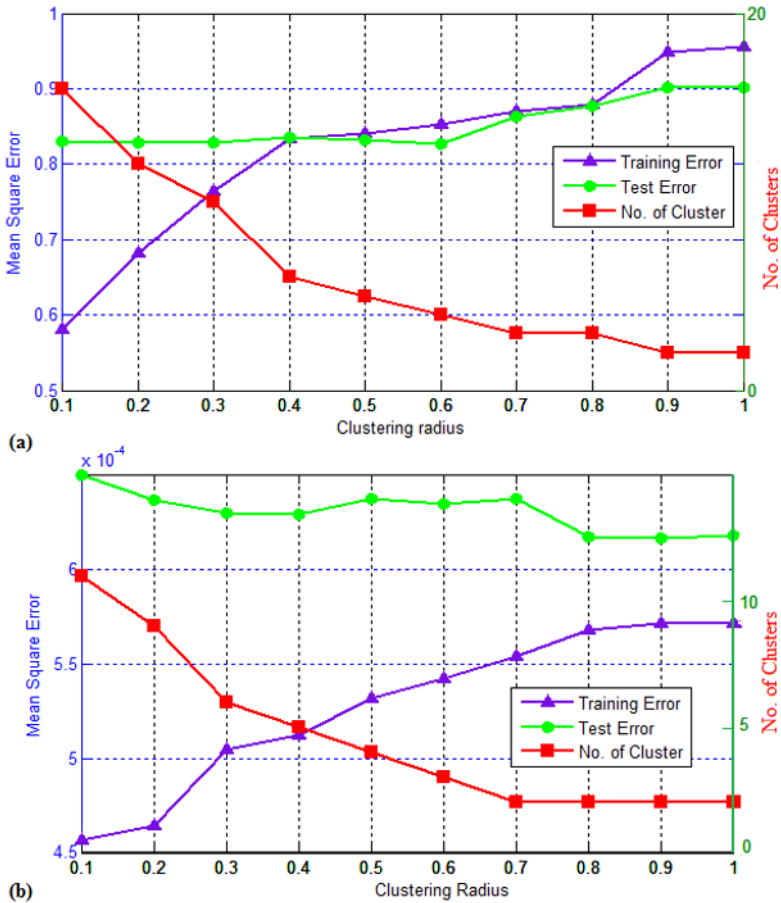 1
20
0.9
0.8
0.7
0.6
0.5
0
Mean Square Error
No. of Clusters
Training Error
Test Error
No. of Cluster
0.1 0.2 0.3 0.4 0.5 0.6 0.7 0.8 0.9 1
Clustering radius
(a)
x 10-4
6
5.5
5
4.5
10
5
0
Mean Square Error
No. of Clusters
Training Error
Test Error
No. of Cluster
0.1 0.2 0.3 0.4 0.5 0.6 0.7 0.8 0.9 1
Clustering Radius
(b)